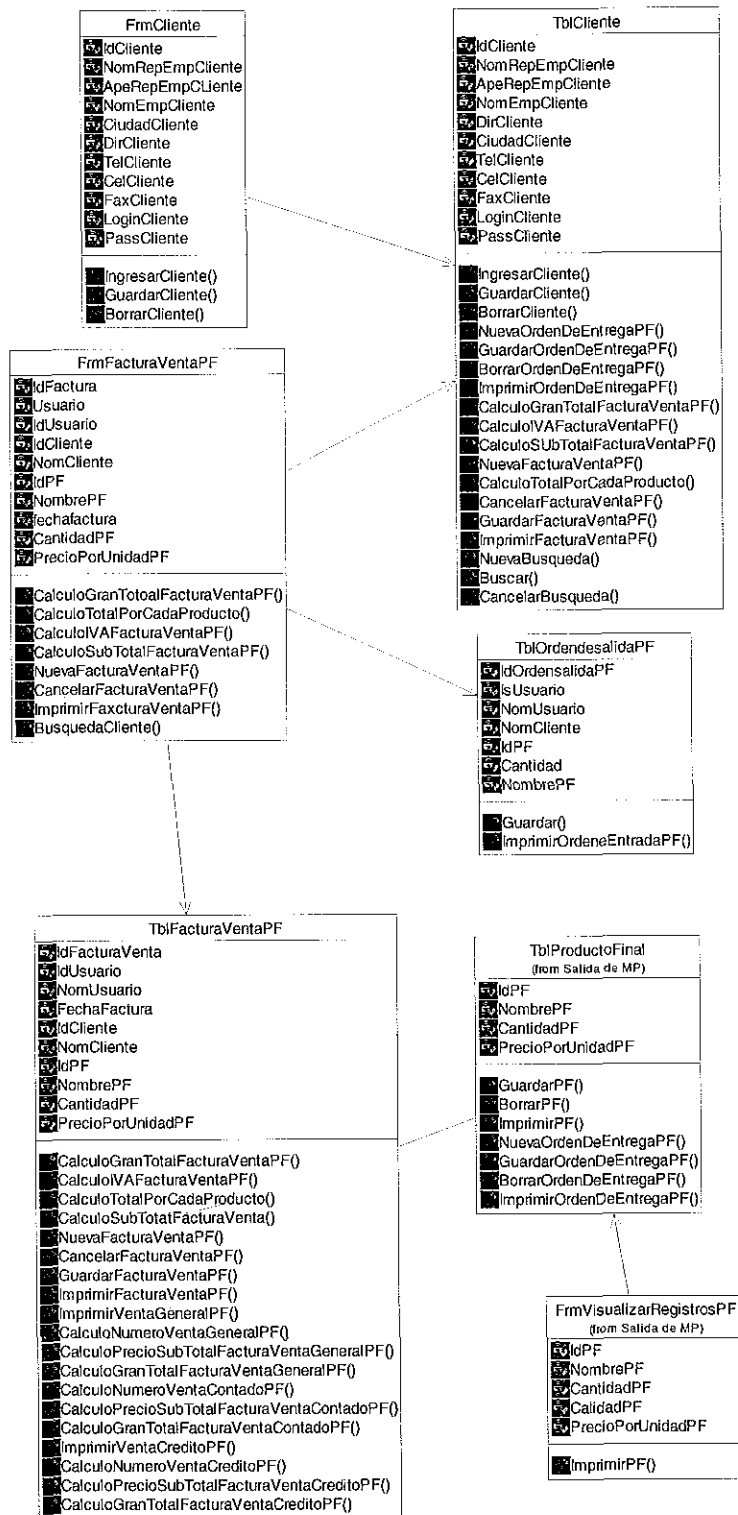 FrmCliente
IdCliente
NomRepEmpCliente
ApeRepEmpCLiente
NomEmpCliente
CiudadCliente
DirCliente
TelCliente
CelCliente
FaxCliente
LoginCliente
PassCliente
IngresarCliente()
GuardarCliente()
BorrarCliente()
TblCliente
IdCliente
NomRepEmpCliente
ApeRepEmpCliente
NomEmpCliente
DirCliente
CiudadCliente
TelCliente
CelCliente
FaxCliente
LoginCliente
PassCliente
IngresarCliente()
GuardarCliente()
BorrarCliente()
NuevaOrdenDeEntregaPF()
GuardarOrdenDeEntregaPF()
BorrarOrdenDeEntregaPF()
ImprimirOrdenDeEntregaPF()
CalculoGranTotalFacturaVentaPF()
CalculoIVAFacturaVentaPF()
CalculoSUbTotalFacturaVentaPF()
NuevaFacturaVentaPF()
CalculoTotalPorCadaProducto()
CancelarFacturaVentaPF()
GuardarFacturaVentaPF()
ImprimirFacturaVentaPF()
NuevaBusqueda()
Buscar()
CancelarBusqueda()
FrmFacturaVentaPF
IdFactura
Usuario
IdUsuario
IdCliente
NomCliente
IdPF
NombrePF
fechafactura
CantidadPF
PrecioPorUnidadPF
CalculoGranTotoalFacturaVentaPF()
CalculoTotalPorCadaProducto()
CalculoIVAFacturaVentaPF()
CalculoSubTotalFacturaVentaPF()
NuevaFacturaVentaPF()
CancelarFacturaVentaPF()
ImprimirFaxcturaVentaPF()
BusquedaCliente()
TblOrdendesalidaPF
IdOrdensalidaPF
IsUsuario
NomUsuario
NomCliente
IdPF
Cantidad
NombrePF
Guardar()
ImprimirOrdeneEntradaPF()
TblFacturaVentaPF
IdFacturaVenta
IdUsuario
NomUsuario
FechaFactura
IdCliente
NomCliente
IdPF
NombrePF
CantidadPF
PrecioPorUnidadPF
CalculoGranTotalFacturaVentaPF()
CalculoIVAFacturaVentaPF()
CalculoTotalPorCadaProducto()
CalculoSubTotalFacturaVenta()
NuevaFacturaVentaPF()
CancelarFacturaVentaPF()
GuardarFacturaVentaPF()
ImprimirFacturaVentaPF()
ImprimirVentaGeneralPF()
CalculoNumeroVentaGeneralPF()
CalculoPrecioSubTotalFacturaVentaGeneralPF()
CalculoGranTotalFacturaVentaGeneralPF()
CalculoNumeroVentaContadoPF()
CalculoPrecioSubTotalFacturaVentaContadoPF()
CalculoGranTotalFacturaVentaContadoPF()
ImprimirVentaCreditoPF()
CalculoNumeroVentaCreditoPF()
CalculoPrecioSubTotalFacturaVentaCreditoPF()
CalculoGranTotalFacturaVentaCreditoPF()
TblProductoFinal
(from Salida de MP)
IdPF
NombrePF
CantidadPF
PrecioPorUnidadPF
GuardarPF()
BorrarPF()
ImprimirPF()
NuevaOrdenDeEntregaPF()
GuardarOrdenDeEntregaPF()
BorrarOrdenDeEntregaPF()
ImprimirOrdenDeEntregaPF()
FrmVisualizarRegistrosPF
(from Salida de MP)
IdPF
NombrePF
CantidadPF
CalidadPF
PrecioPorUnidadPF
ImprimirPF()